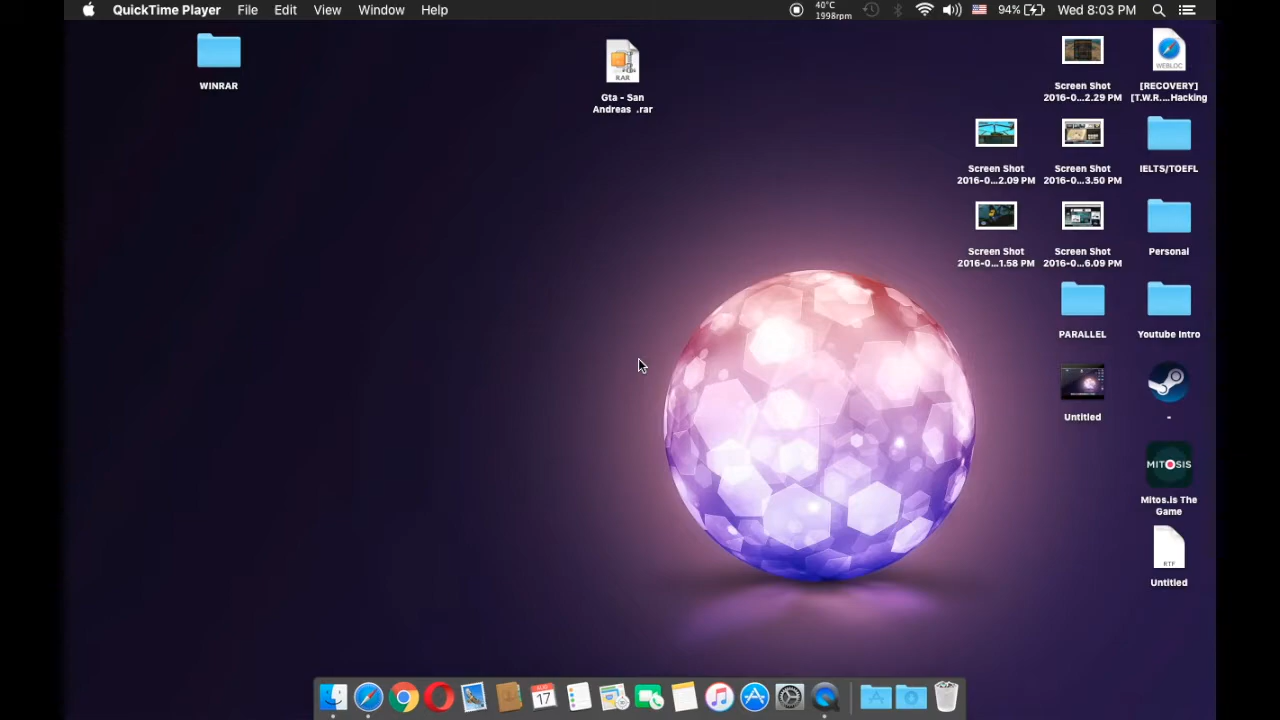 QuickTime Player File Edit View Window Help
40°C
1998rpm
94% Wed 8:03 PM
WINRAR
RAR
Gta - San
Andreas .rar
Screen Shot
2016-0...2.29 PM
WEBLOC
[RECOVERY]
[T.W.R....Hacking
Screen Shot
2016-0...2.09 PM
Screen Shot
2016-0...3.50 PM
IELTS/TOEFL
Screen Shot
2016-0...1.58 PM
Screen Shot
2016-0...6.09 PM
Personal
PARALLEL
Youtube Intro
Untitled
-
MITOSIS
Mitos.is The
Game
RTF
Untitled
AUG
17